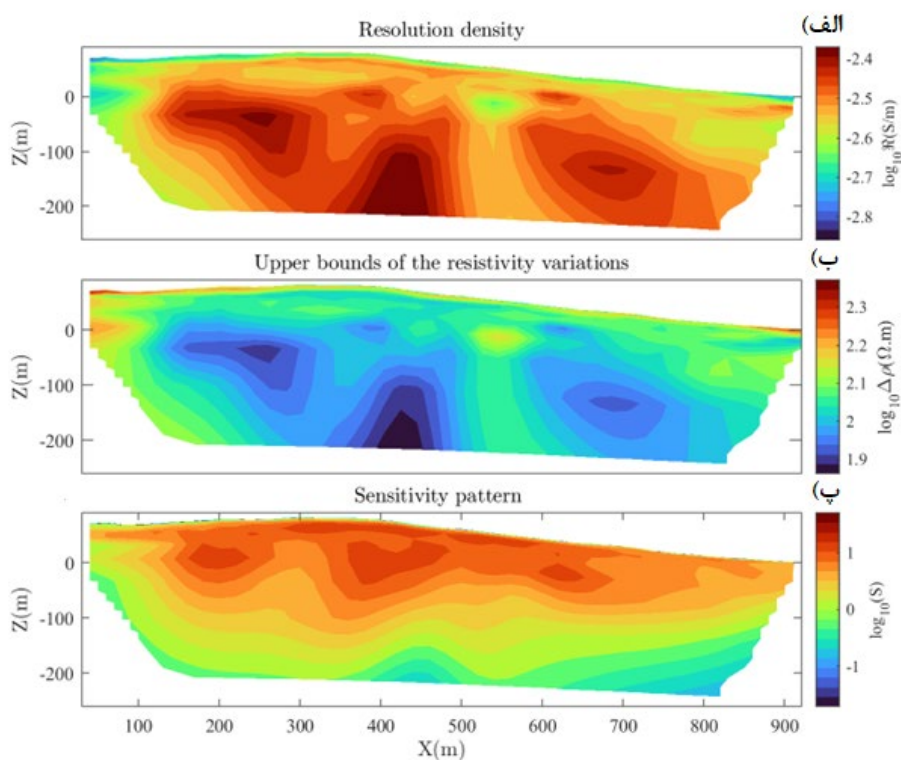 Resolution density
الف)
0
-100
-200
Z(m)
-2.4
-2.5
-2.6
-2.7
-2.8
log10ℜ(S/m)
Upper bounds of the resistivity variations
ب)
0
-100
-200
Z(m)
2.3
2.2
2.1
2
1.9
log10Δρ(Ω.m)
Sensitivity pattern
پ)
0
-100
-200
Z(m)
1
0
-1
log10(S)
100 200 300 400 500 600 700 800 900
X(m)